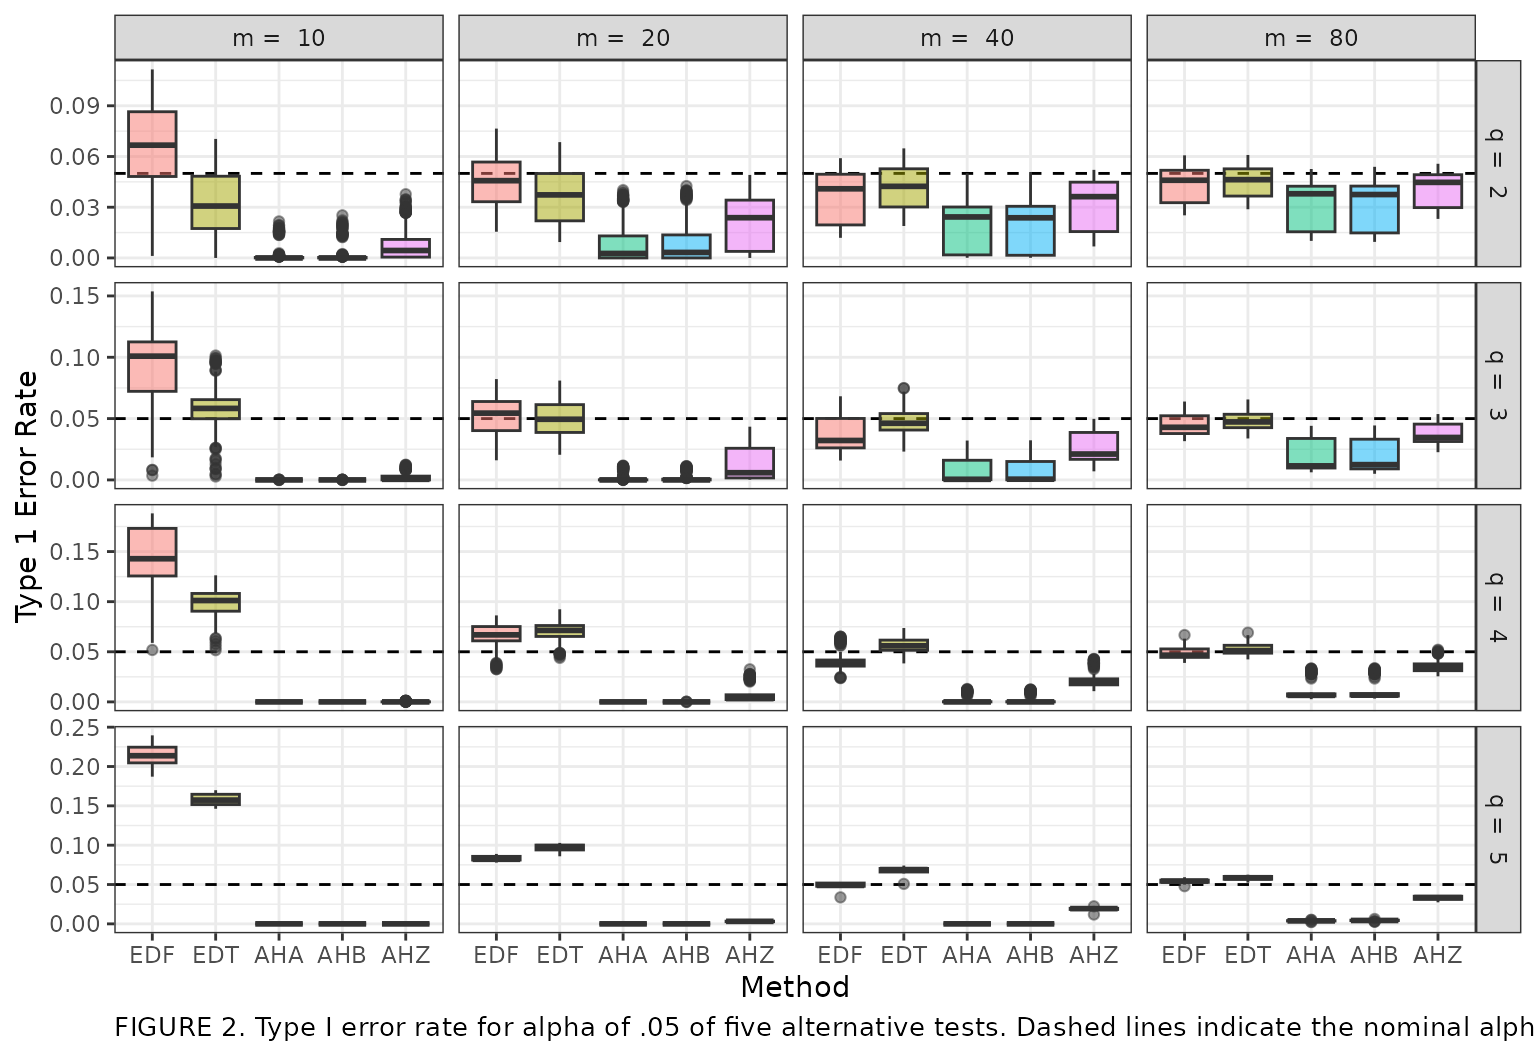 m = 10 m = 20 m = 40 m = 80
0.09
0.06
0.03
0.00
q = 2
0.15
0.10
0.05
0.00
q = 3
0.15
0.10
0.05
0.00
q = 4
0.25
0.20
0.15
0.10
0.05
0.00
q = 5
Type 1 Error Rate
EDF EDT AHA AHB AHZ EDF EDT AHA AHB AHZ EDF EDT AHA AHB AHZ EDF EDT AHA AHB AHZ
Method
FIGURE 2. Type I error rate for alpha of .05 of five alternative tests. Dashed lines indicate the nominal alph